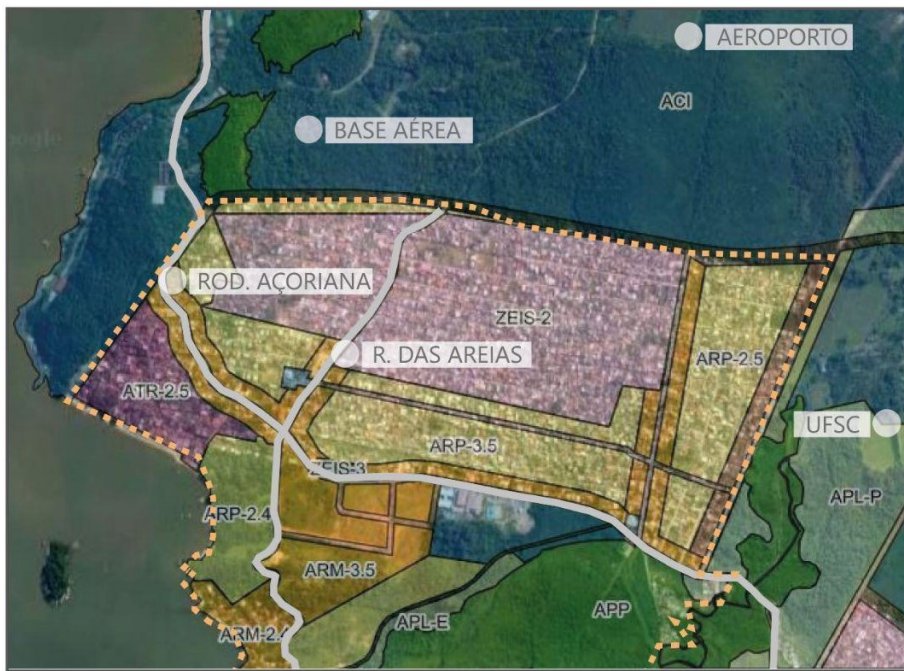 AEROPORTO
ACI
BASE AÉREA
ROD. AÇORIANA
ZEIS-2
R. DAS AREIAS
ARP-2.5
ATR-2.5
UFSC
ARP-3.5
ZEIS-3
APL-P
ARP-2.4
ARM-3.5
APP
APL-E
ARM-2.4